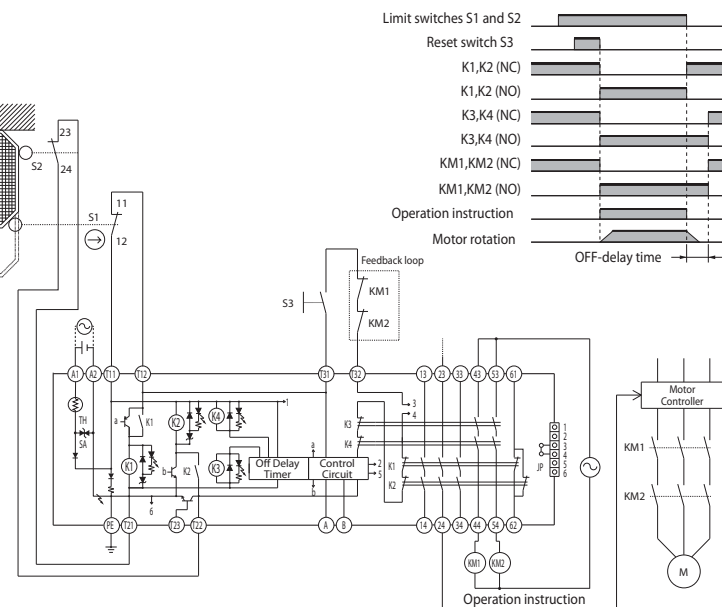 Limit switches S1 and S2
Reset switch S3
K1,K2 (NC)
K1,K2 (NO)
K3,K4 (NC)
K3,K4 (NO)
KM1,KM2 (NC)
KM1,KM2 (NO)
Operation instruction
Motor rotation
OFF-delay time
23
S2
24
11
S1
12
Feedback loop
KM1
S3
KM2
A1 A2 T11 T12 T31 T32 13 23 33 43 53 61
Motor
Controller
TH
SA
a K1
K2
K4
1
3
4
K3
K4
a
K1
b
K2
K3
Off Delay
Timer
Control
Circuit
2
5
K1
K2
6
b
JP
1
2
3
4
5
6
KM1
KM2
PE T21 T23 T22 A B 14 24 34 44 54 62
KM1 KM2
M
Operation instruction